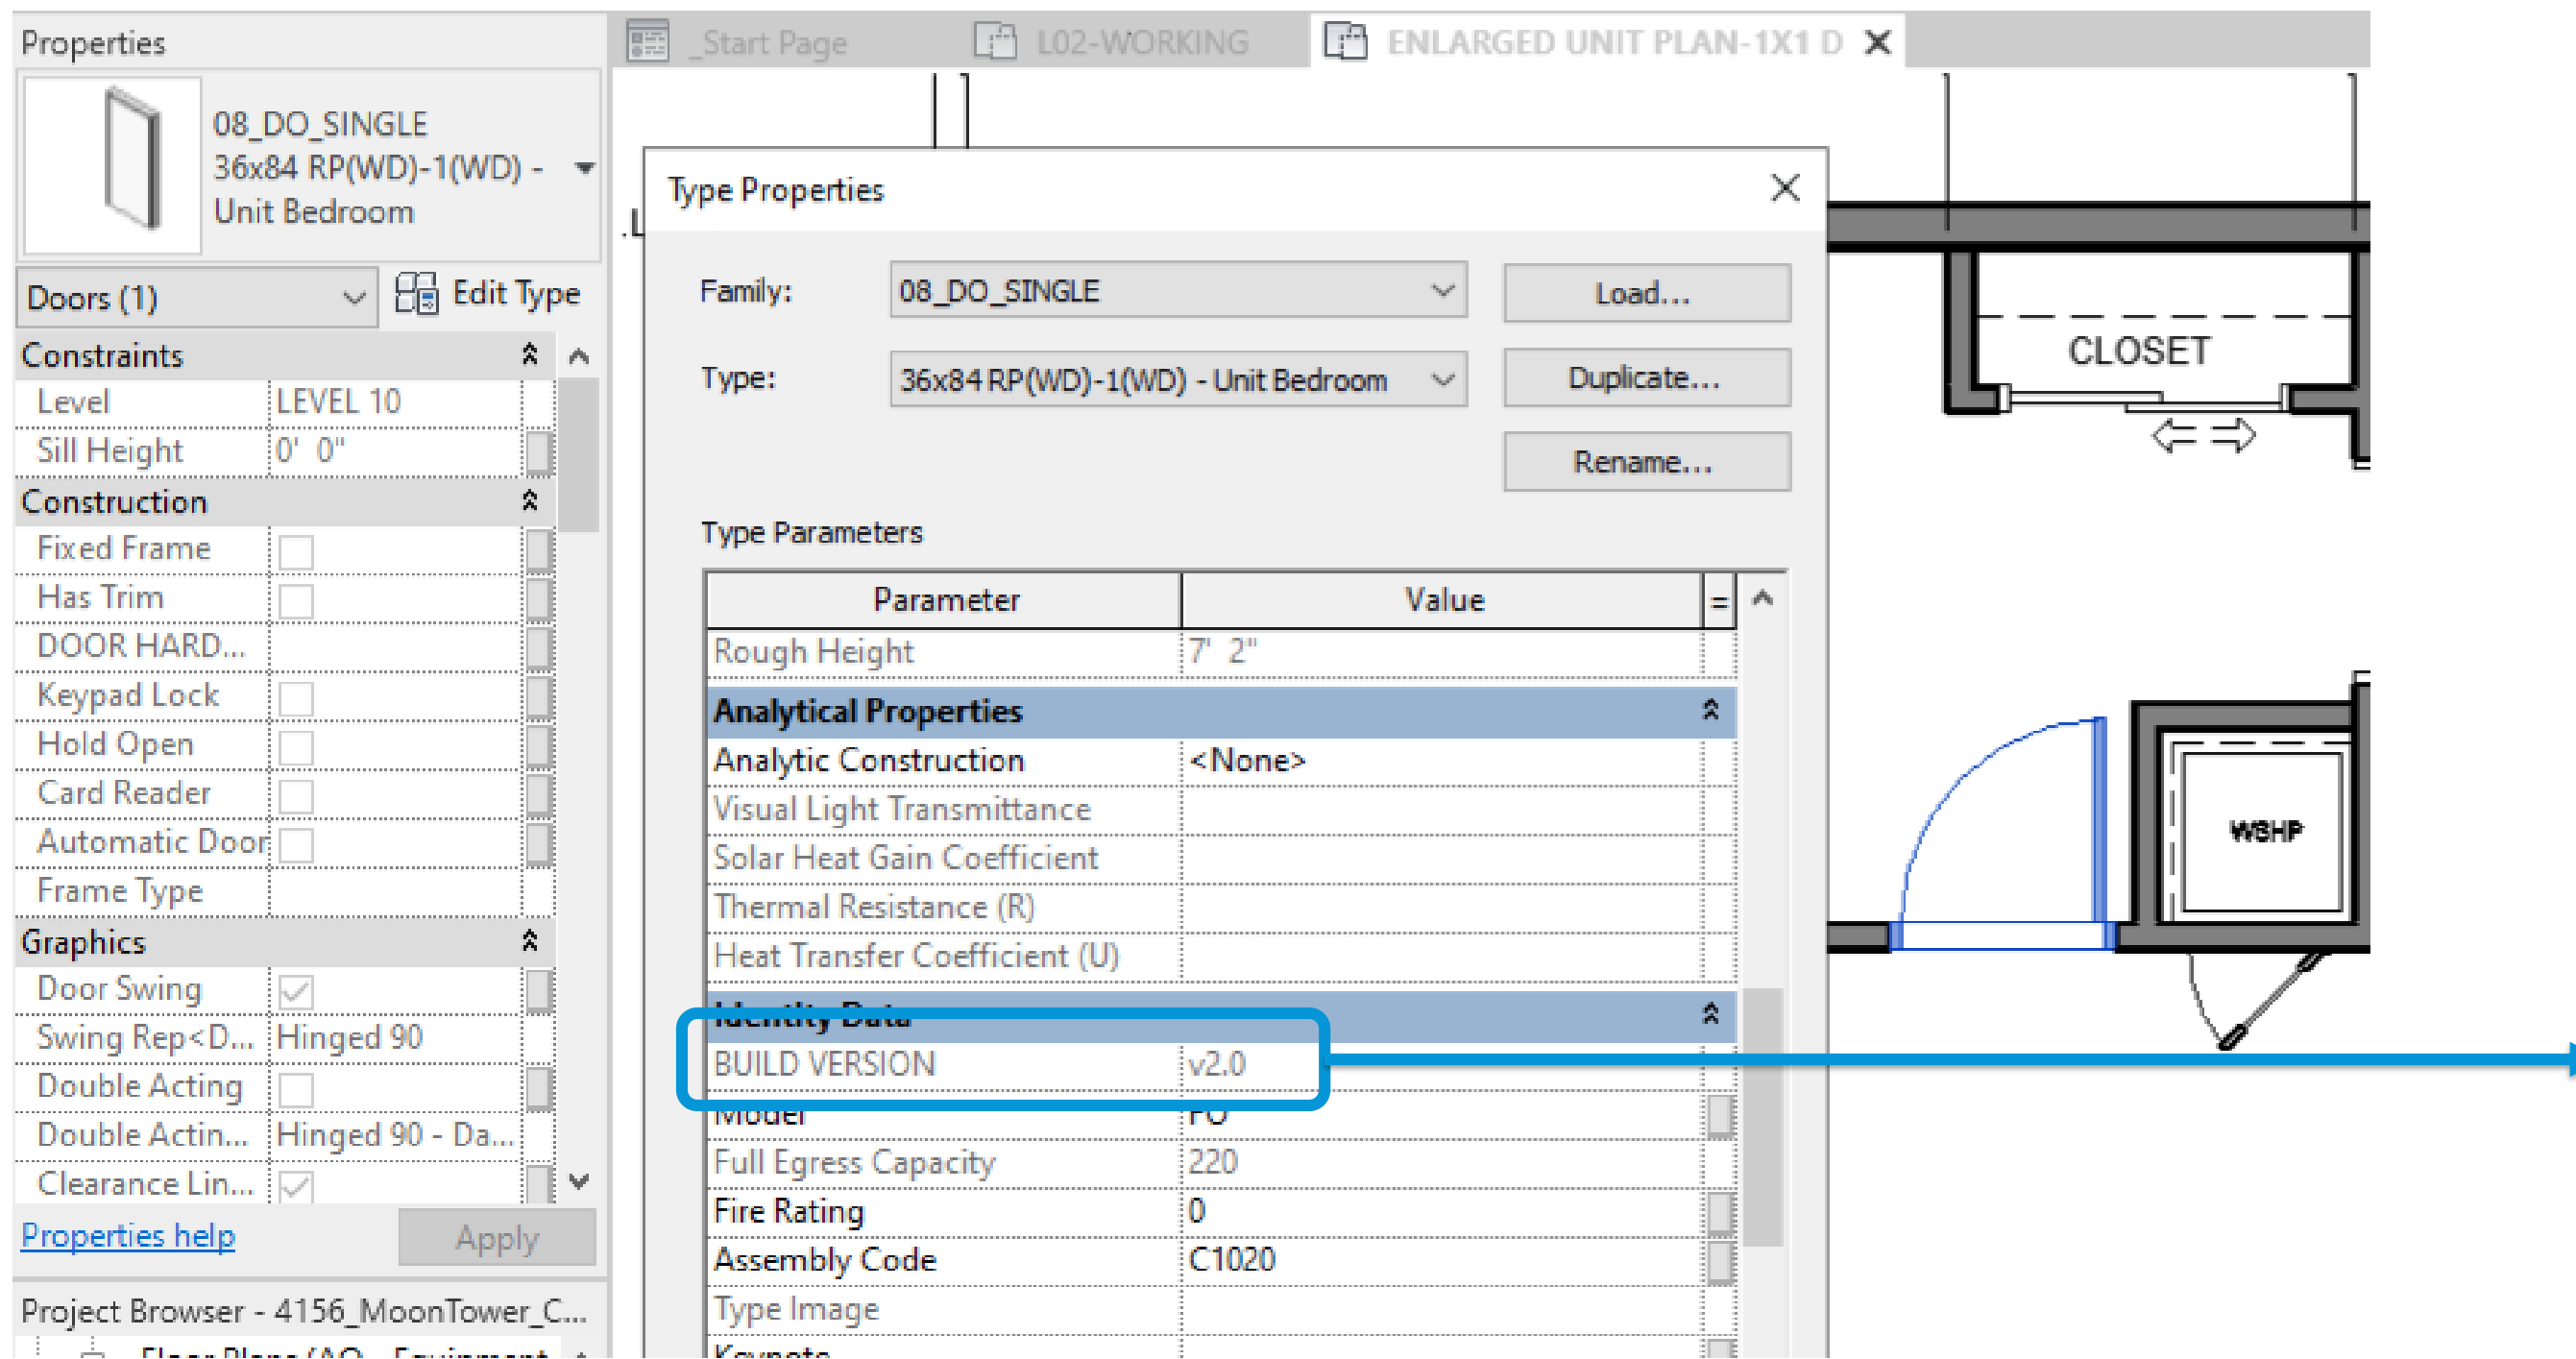 Properties
08_DO_SINGLE
36x84 RP(WD)-1(WD) -
Unit Bedroom
Doors (1)
Edit Type
Constraints
Level LEVEL 10
Sill Height 0' 0"
Construction
Fixed Frame
Has Trim
DOOR HARD...
Keypad Lock
Hold Open
Card Reader
Automatic Door
Frame Type
Graphics
Door Swing
Swing Rep<D... Hinged 90
Double Acting
Double Actin... Hinged 90 - Da...
Clearance Lin...
Properties help
Apply
Project Browser - 4156_MoonTower_C...
_Start Page
L02-WORKING
ENLARGED UNIT PLAN-1X1 D
Type Properties
Family: 08_DO_SINGLE
Load...
Type: 36x84 RP(WD)-1(WD) - Unit Bedroom
Duplicate...
Rename...
Type Parameters
Parameter Value =
Rough Height 7' 2"
Analytical Properties
Analytic Construction <None>
Visual Light Transmittance
Solar Heat Gain Coefficient
Thermal Resistance (R)
Heat Transfer Coefficient (U)
Identity Data
BUILD VERSION v2.0
Model
Full Egress Capacity 220
Fire Rating 0
Assembly Code C1020
Type Image
Keynote
CLOSET
WSHP